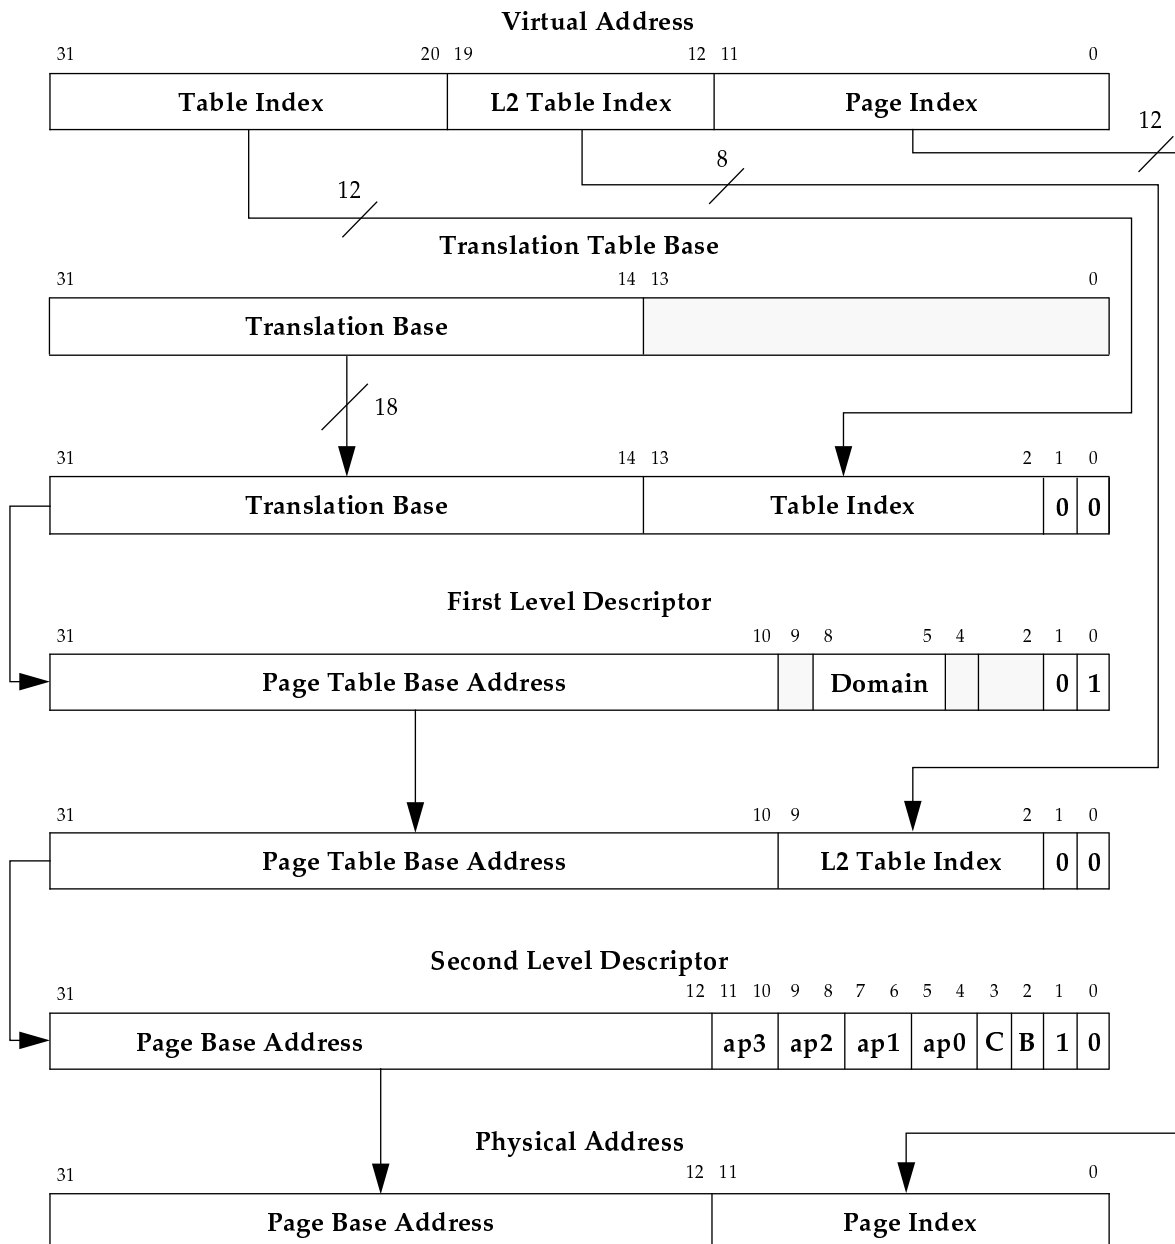 Virtual Address
31 20 19 12 11 0
Table Index L2 Table Index Page Index
12
8
12
Translation Table Base
31 14 13 0
Translation Base
18
31 14 13 2 1 0
Translation Base Table Index 0 0
First Level Descriptor
31 10 9 8 5 4 2 1 0
Page Table Base Address Domain 0 1
31 10 9 2 1 0
Page Table Base Address L2 Table Index 0 0
Second Level Descriptor
31 12 11 10 9 8 7 6 5 4 3 2 1 0
Page Base Address ap3 ap2 ap1 ap0 C B 1 0
Physical Address
31 12 11 0
Page Base Address Page Index